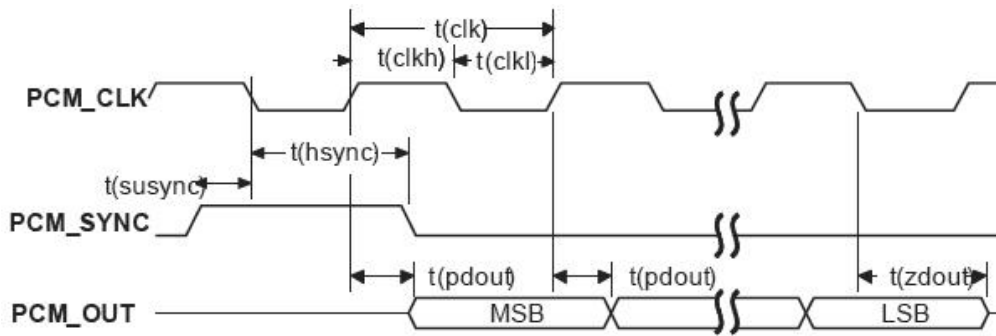 t(clk)
t(clkh)
t(clkl)
PCM_CLK
t(hsync)
t(susync)
PCM_SYNC
t(pdout)
t(pdout)
t(zdout)
PCM_OUT
MSB
LSB